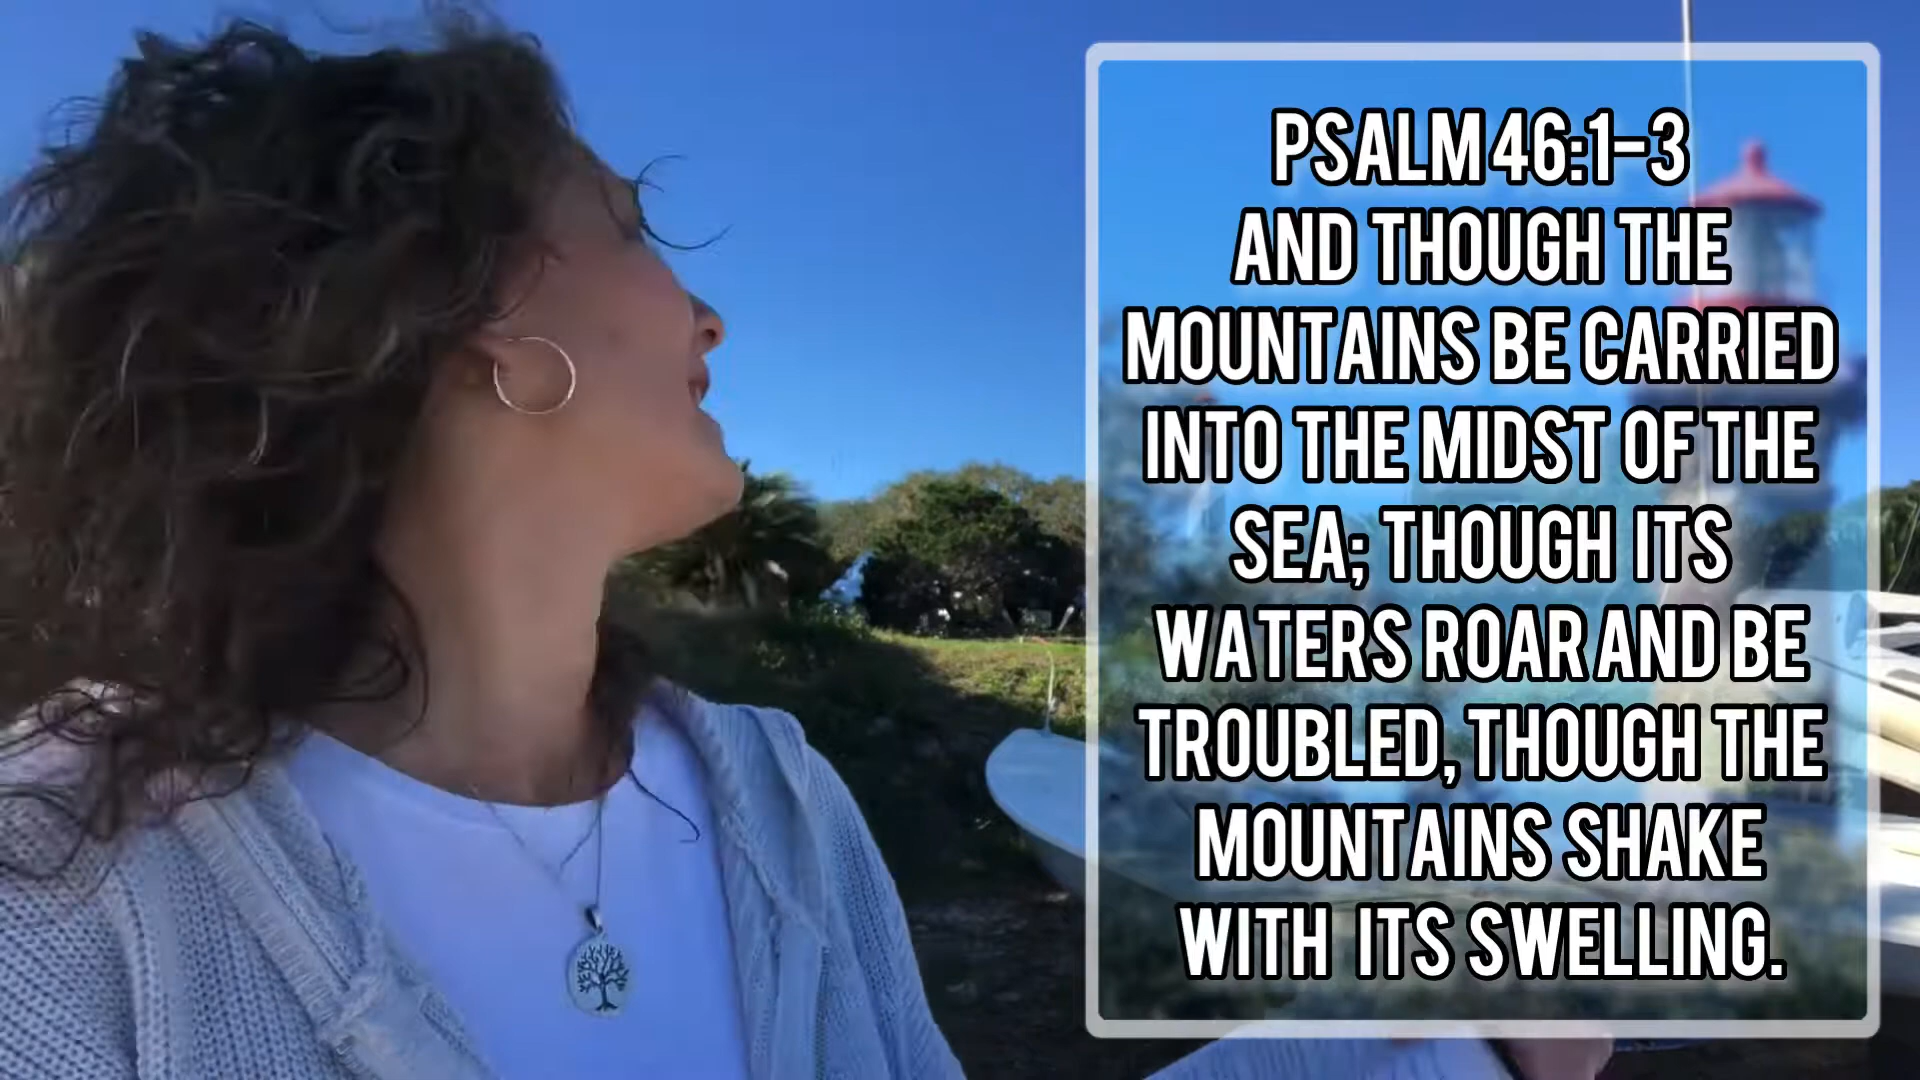 PSALM 46:1-3
AND THOUGH THE
MOUNTAINS BE CARRIED
INTO THE MIDST OF THE
SEA; THOUGH ITS
WATERS ROAR AND BE
TROUBLED, THOUGH THE
MOUNTAINS SHAKE
WITH ITS SWELLING.